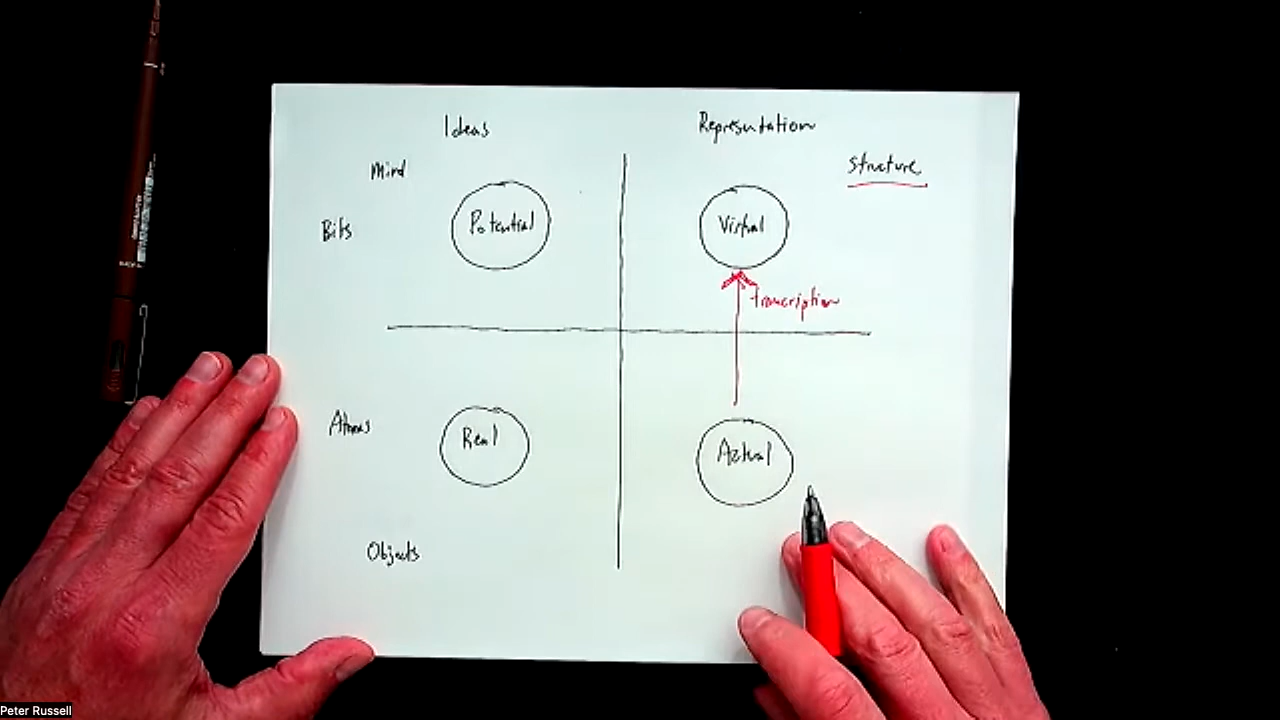 Ideas
Representation
Mind
Structure
Potential
Virtual
Bits
transcription
Atoms
Real
Actual
Objects
Peter Russell